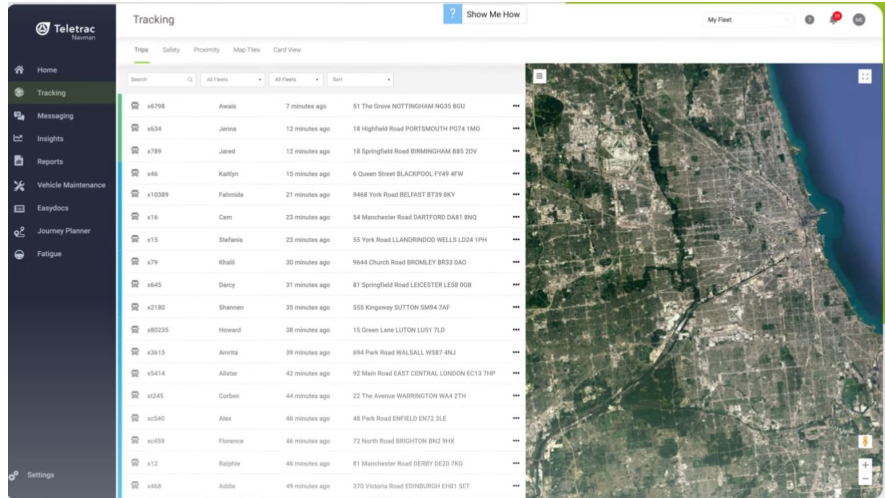 Teletrac
Navman
Tracking
? Show Me How
My Fleet
Trips Safety Proximity Map Tiles Card View
Home
Tracking
Messaging
Insights
Reports
Vehicle Maintenance
Easydocs
Journey Planner
Fatigue
Settings
Search All Fleets All Fleets Sort
x6798 Awais 7 minutes ago 51 The Grove NOTTINGHAM NG35 8GU
x634 Jenna 12 minutes ago 18 Highfield Road PORTSMOUTH PO74 1MO
x789 Jared 12 minutes ago 18 Springfield Road BIRMINGHAM B85 2DV
x46 Kaitlyn 15 minutes ago 6 Queen Street BLACKPOOL FY49 4FW
x10389 Fahmida 21 minutes ago 9468 York Road BELFAST BT39 8KY
x16 Cem 23 minutes ago 54 Manchester Road DARTFORD DA81 8NQ
x15 Stefania 23 minutes ago 55 York Road LLANDRINDOD WELLS LD24 1PH
x79 Khalil 30 minutes ago 9644 Church Road BROMLEY BR33 0AO
x645 Darcy 31 minutes ago 81 Springfield Road LEICESTER LE58 0GB
x2180 Shannen 35 minutes ago 555 Kingsway SUTTON SM94 7AF
x80235 Howard 38 minutes ago 15 Green Lane LUTON LU51 7LD
x3615 Amrita 39 minutes ago 694 Park Road WALSALL WS87 4NJ
x5414 Alister 42 minutes ago 92 Main Road EAST CENTRAL LONDON EC13 7HP
xt245 Corben 44 minutes ago 22 The Avenue WARRINGTON WA4 2TH
xc540 Alex 46 minutes ago 48 Park Road ENFIELD EN72 2LE
xc459 Florence 46 minutes ago 72 North Road BRIGHTON BN2 9HX
x12 Ralphie 46 minutes ago 81 Manchester Road DERBY DE20 7KG
x468 Addie 49 minutes ago 370 Victoria Road EDINBURGH EH81 5ET